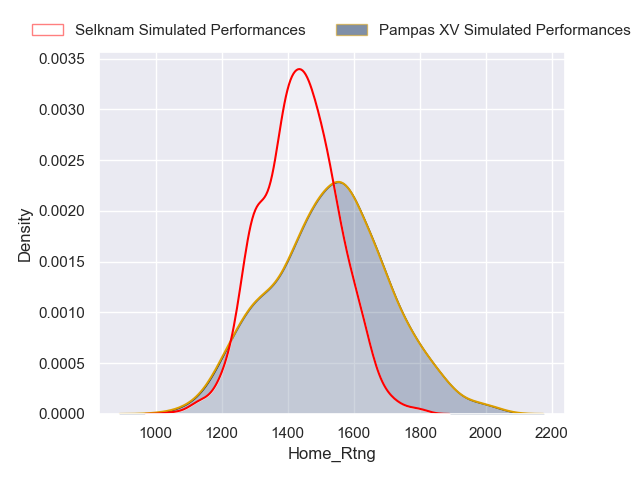 Selknam Simulated Performances
Pampas XV Simulated Performances
0.0035
0.0030
0.0025
0.0020
0.0015
0.0010
0.0005
0.0000
Density
1000 1200 1400 1600 1800 2000 2200
Home_Rtng